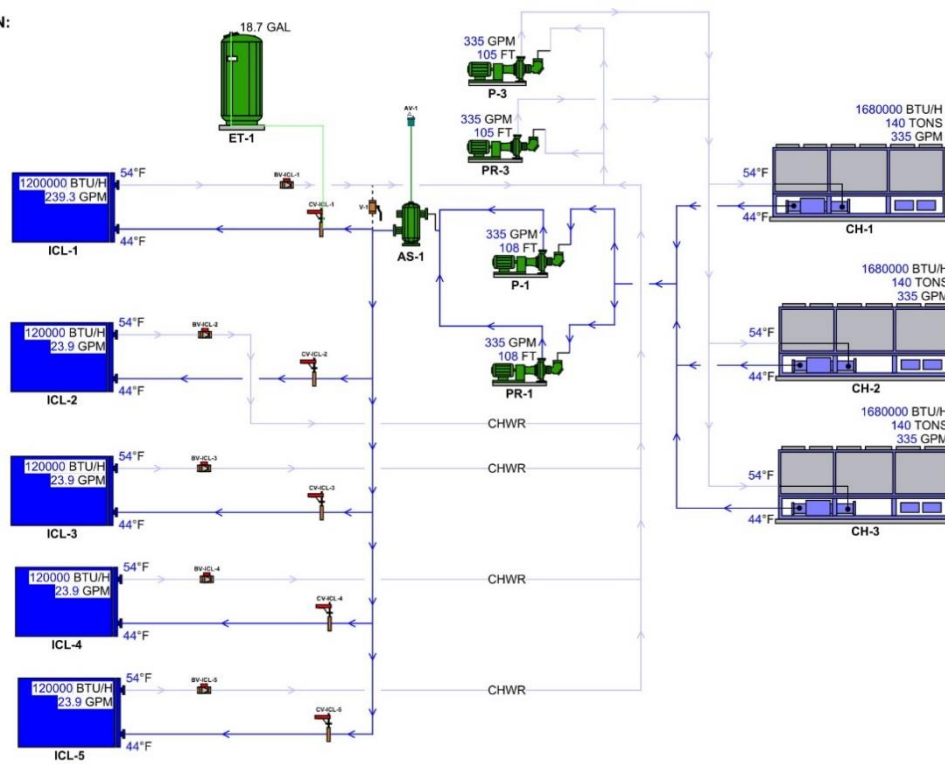 N:
18.7 GAL
ET-1
AV-1
335 GPM
105 FT
P-3
335 GPM
105 FT
PR-3
1680000 BTU/H
140 TONS
335 GPM
54°F
44°F
CH-1
1200000 BTU/H
239.3 GPM
54°F
44°F
ICL-1
BV-ICL-1
CV-ICL-1
V-1
AS-1
335 GPM
108 FT
P-1
335 GPM
108 FT
PR-1
1680000 BTU/H
140 TONS
335 GPM
54°F
44°F
CH-2
120000 BTU/H
23.9 GPM
54°F
44°F
ICL-2
BV-ICL-2
CV-ICL-2
CHWR
1680000 BTU/H
140 TONS
335 GPM
54°F
44°F
CH-3
120000 BTU/H
23.9 GPM
54°F
44°F
ICL-3
BV-ICL-3
CV-ICL-3
CHWR
120000 BTU/H
23.9 GPM
54°F
44°F
ICL-4
BV-ICL-4
CV-ICL-4
CHWR
120000 BTU/H
23.9 GPM
54°F
44°F
ICL-5
BV-ICL-5
CV-ICL-5
CHWR